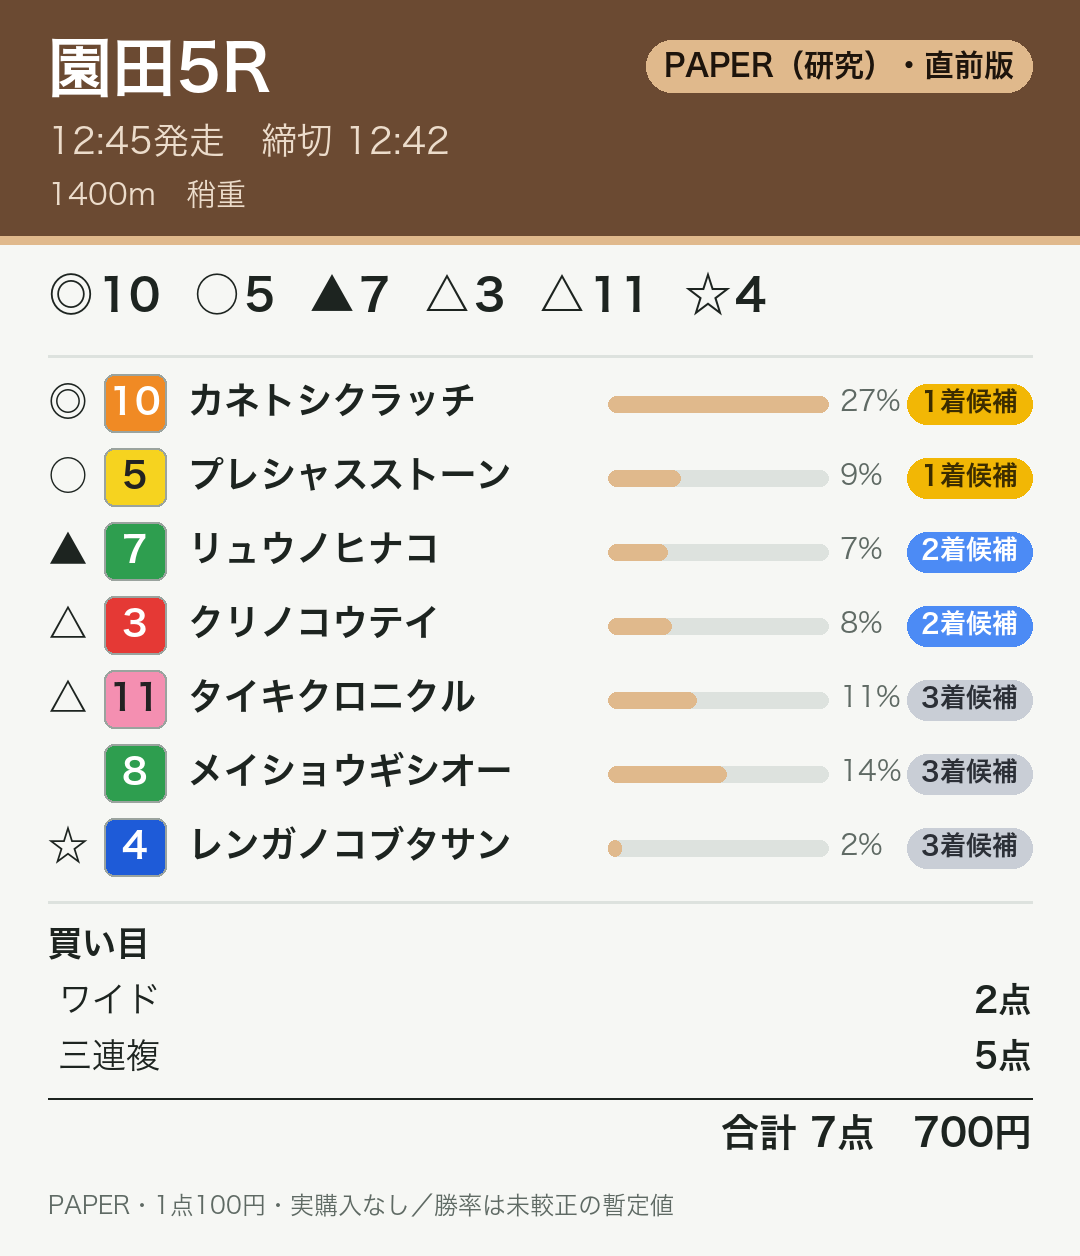 園田5R
PAPER（研究）・直前版
12:45発走　締切 12:42
1400m　稍重
◎10 ○5 ▲7 △3 △11 ☆4
◎ 10 カネトシクラッチ 27% 1着候補
○ 5 プレシャスストーン 9% 1着候補
▲ 7 リュウノヒナコ 7% 2着候補
△ 3 クリノコウテイ 8% 2着候補
△ 11 タイキクロニクル 11% 3着候補
8 メイショウギシオー 14% 3着候補
☆ 4 レンガノコブタサン 2% 3着候補
買い目
ワイド 2点
三連複 5点
合計 7点　700円
PAPER・1点100円・実購入なし／勝率は未較正の暫定値